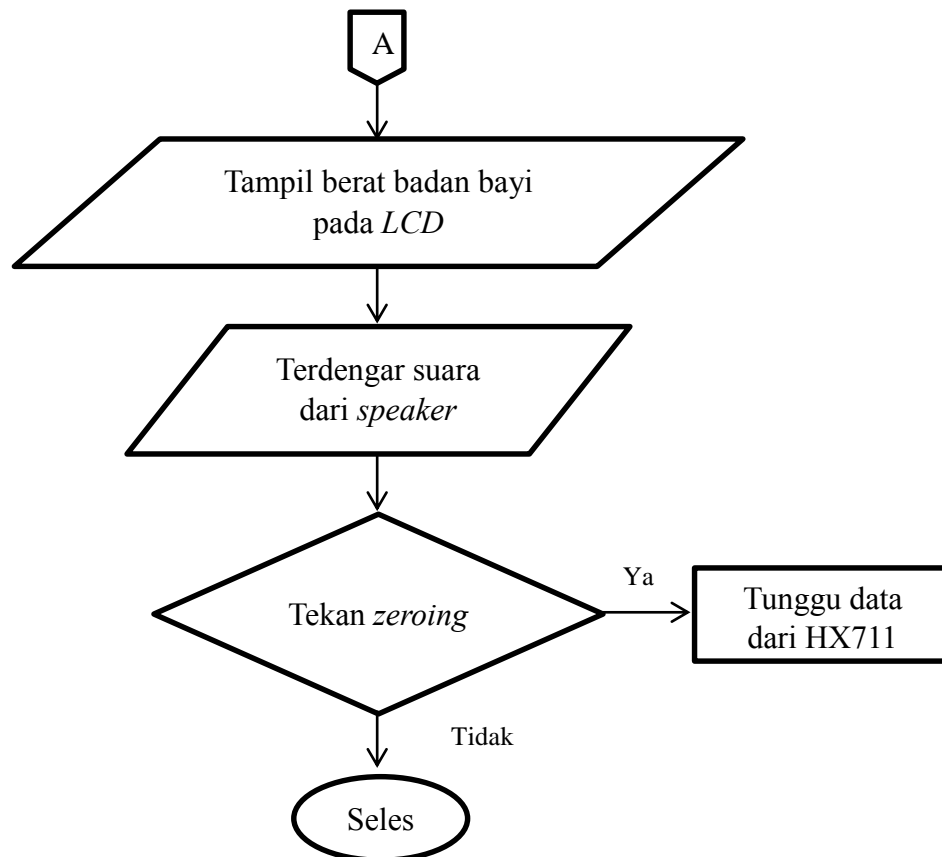 A
Tampil berat badan bayi
pada LCD
Terdengar suara
dari speaker
Tekan zeroing
Ya
Tunggu data
dari HX711
Tidak
Seles